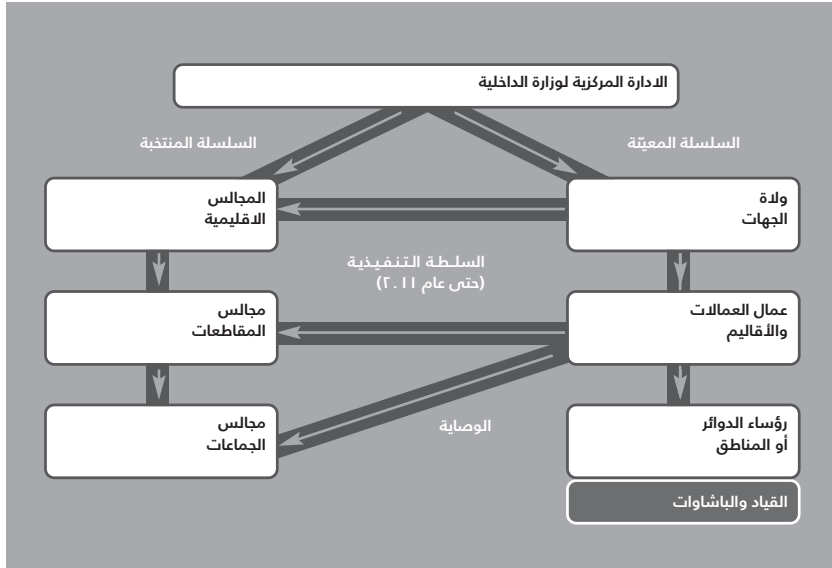 الادارة المركزية لوزارة الداخلية
السلسلة المعيّنة
السلسلة المنتخبة
ولاة
الجهات
المجالس
الاقليمية
السلطة التنفيذية
(حتى عام ٢٠١١)
عمال العمالات
والأقاليم
مجالس
المقاطعات
رؤساء الدوائر
أو المناطق
الوصاية
مجالس
الجماعات
القياد والباشاوات